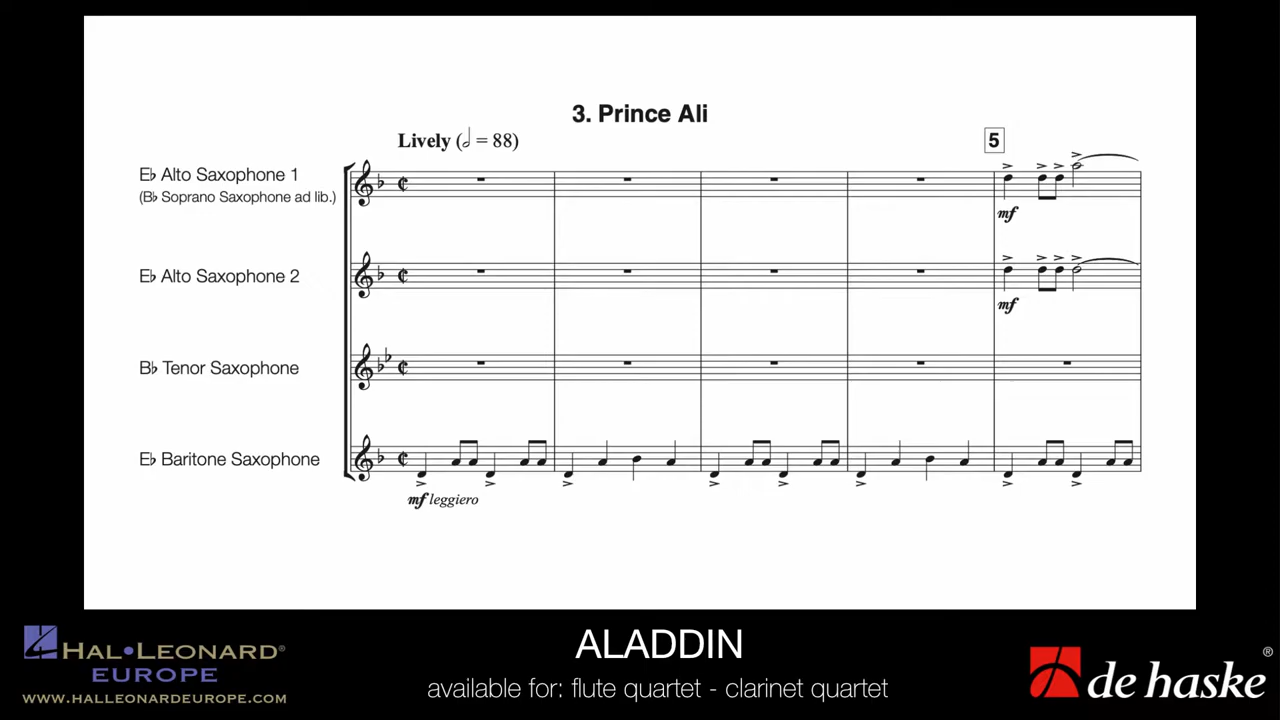 3. Prince Ali
Lively (𝅗𝅥 = 88)
5
E♭ Alto Saxophone 1
(B♭ Soprano Saxophone ad lib.)
mf
E♭ Alto Saxophone 2
mf
B♭ Tenor Saxophone
E♭ Baritone Saxophone
mf leggiero
HAL•LEONARD®
EUROPE
WWW.HALLEONARDEUROPE.COM
ALADDIN
available for: flute quartet - clarinet quartet
de haske®